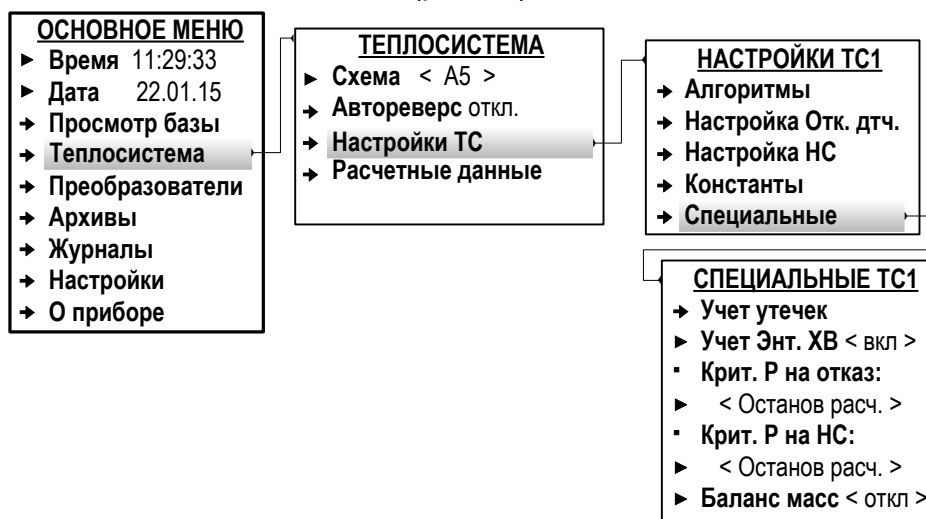 ОСНОВНОЕ МЕНЮ
Время 11:29:33
Дата 22.01.15
Просмотр базы
Теплосистема
Преобразователи
Архивы
Журналы
Настройки
О приборе
ТЕПЛОСИСТЕМА
Схема < А5 >
Автореверс откл.
Настройки ТС
Расчетные данные
НАСТРОЙКИ ТС1
Алгоритмы
Настройка Отк. дтч.
Настройка НС
Константы
Специальные
СПЕЦИАЛЬНЫЕ ТС1
Учет утечек
Учет Энт. ХВ < вкл >
Крит. Р на отказ:
< Останов расч. >
Крит. Р на НС:
< Останов расч. >
Баланс масс < откл >